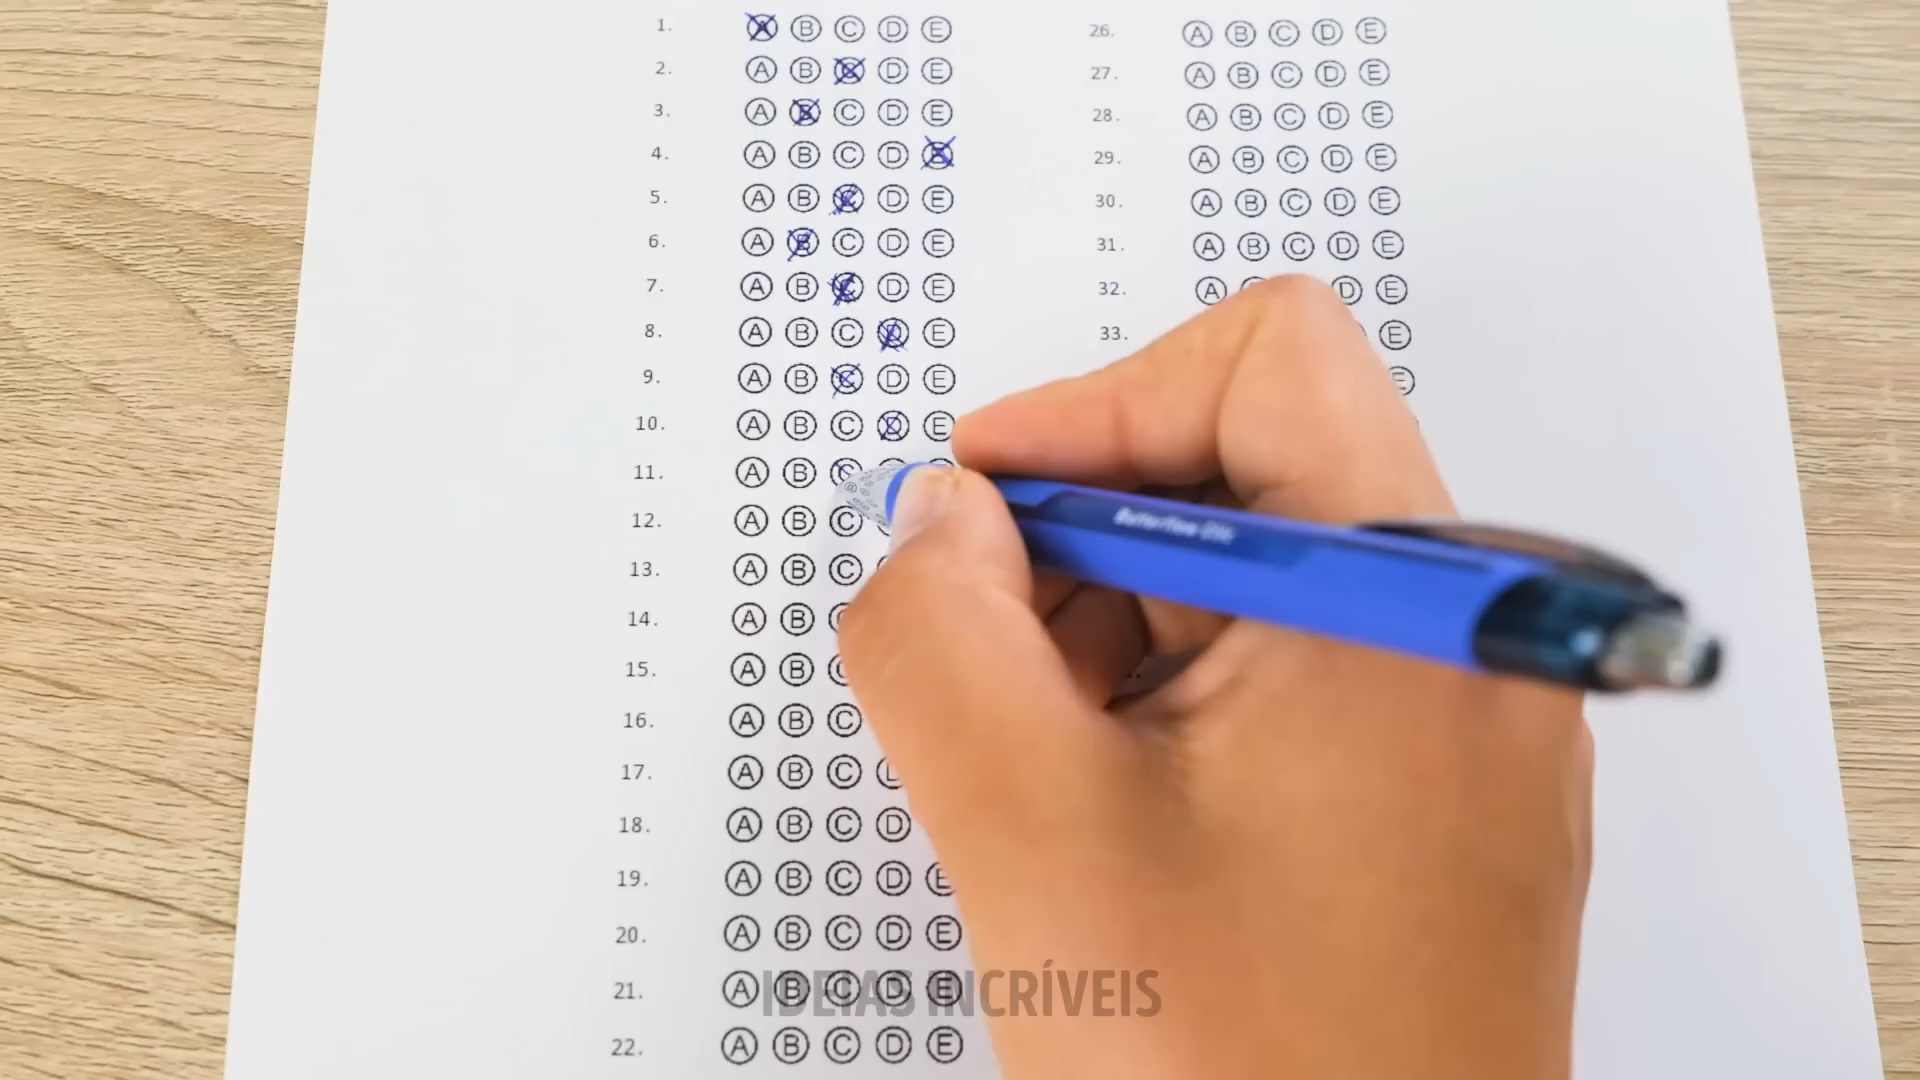 1. A B C D E 26. A B C D E
2. A B C D E 27. A B C D E
3. A B C D E 28. A B C D E
4. A B C D E 29. A B C D E
5. A B C D E 30. A B C D E
6. A B C D E 31. A B C D E
7. A B C D E 32. A D E
8. A B C D E 33. E
9. A B C D E E
10. A B C D E
11. A B C
12. A B C
13. A B C
14. A B
15. A B C
16. A B C
17. A B C D
18. A B C D
19. A B C D E
20. A B C D E
21. A B C D E
IDEIAS INCRÍVEIS
22. A B C D E